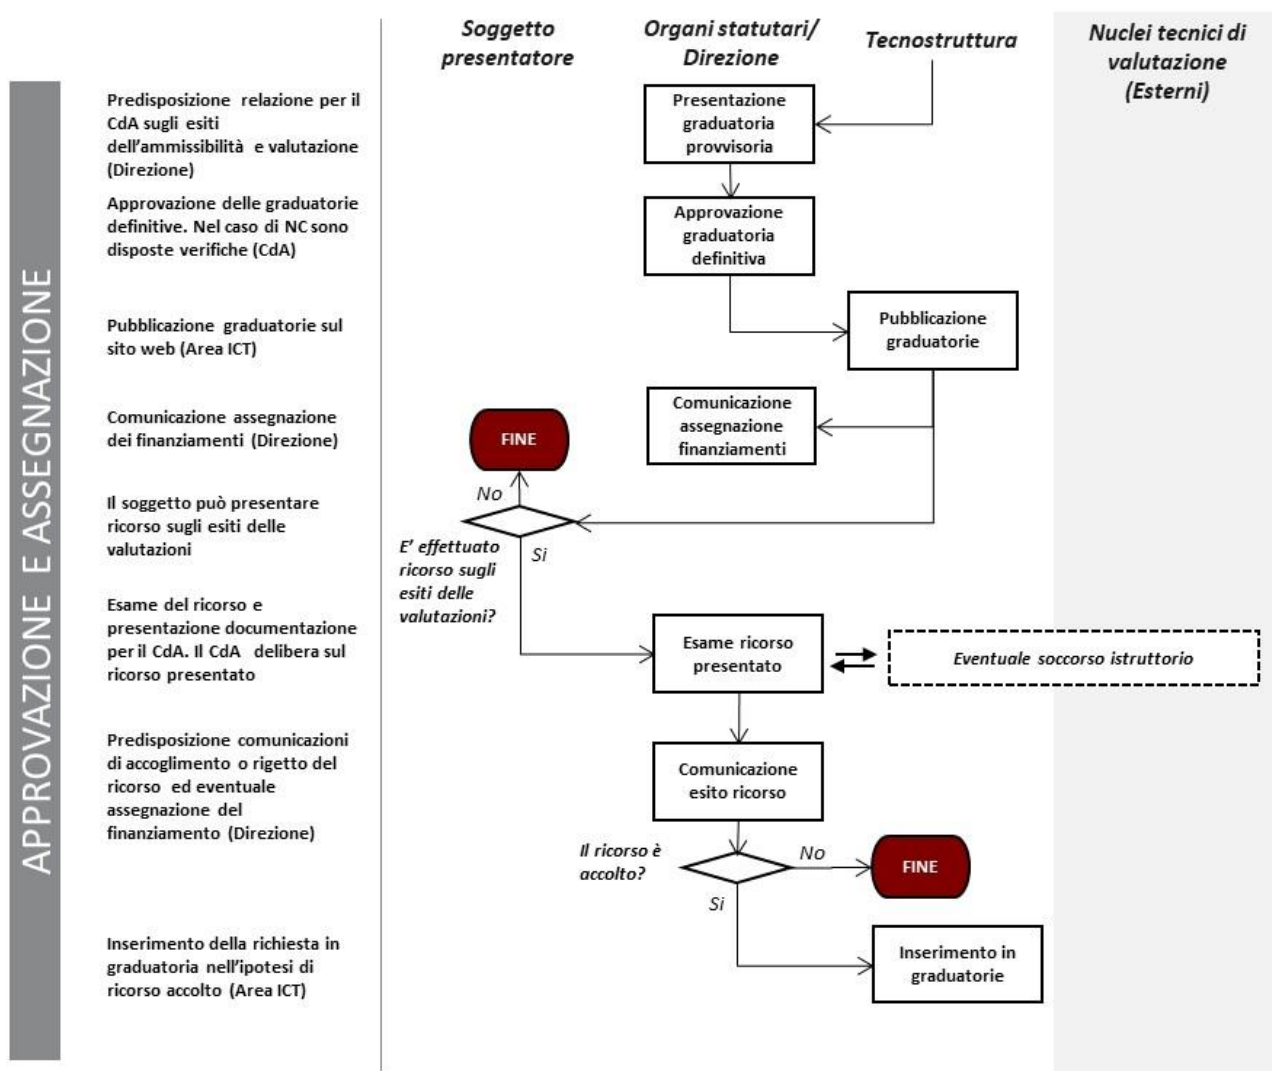 APPROVAZIONE E ASSEGNAZIONE
Soggetto
presentatore
Organi statutari/
Direzione
Tecnostruttura
Nuclei tecnici di
valutazione
(Esterni)
Predisposizione relazione per il
CdA sugli esiti
dell'ammissibilità e valutazione
(Direzione)
Presentazione
graduatoria
provvisoria
Approvazione delle graduatorie
definitive. Nel caso di NC sono
disposte verifiche (CdA)
Approvazione
graduatoria
definitiva
Pubblicazione graduatorie sul
sito web (Area ICT)
Pubblicazione
graduatorie
Comunicazione assegnazione
dei finanziamenti (Direzione)
Comunicazione
assegnazione
finanziamenti
FINE
No
Il soggetto può presentare
ricorso sugli esiti delle
valutazioni
Si
E' effettuato
ricorso sugli
esiti delle
valutazioni?
Esame del ricorso e
presentazione documentazione
per il CdA. Il CdA delibera sul
ricorso presentato
Esame ricorso
presentato
Eventuale soccorso istruttorio
Predisposizione comunicazioni
di accoglimento o rigetto del
ricorso ed eventuale
assegnazione del
finanziamento (Direzione)
Comunicazione
esito ricorso
Il ricorso è
accolto?
No
FINE
Si
Inserimento della richiesta in
graduatoria nell'ipotesi di
ricorso accolto (Area ICT)
Inserimento in
graduatorie